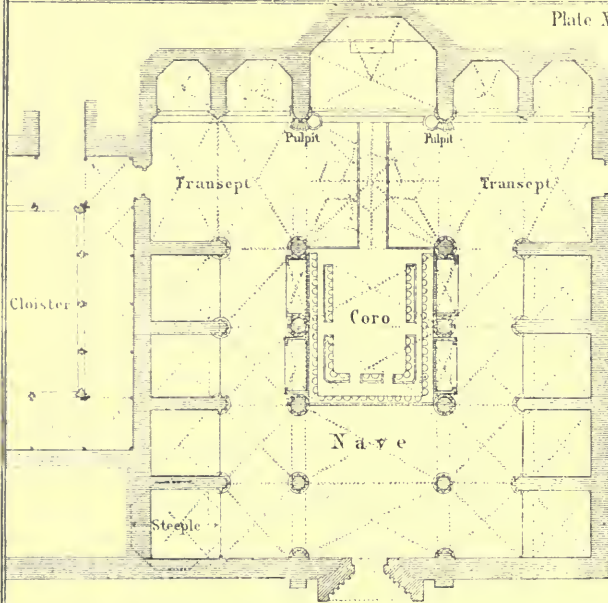 Plate
Pulpit Pulpit
Transept Transept
Cloister
Coro
Nave
Steeple